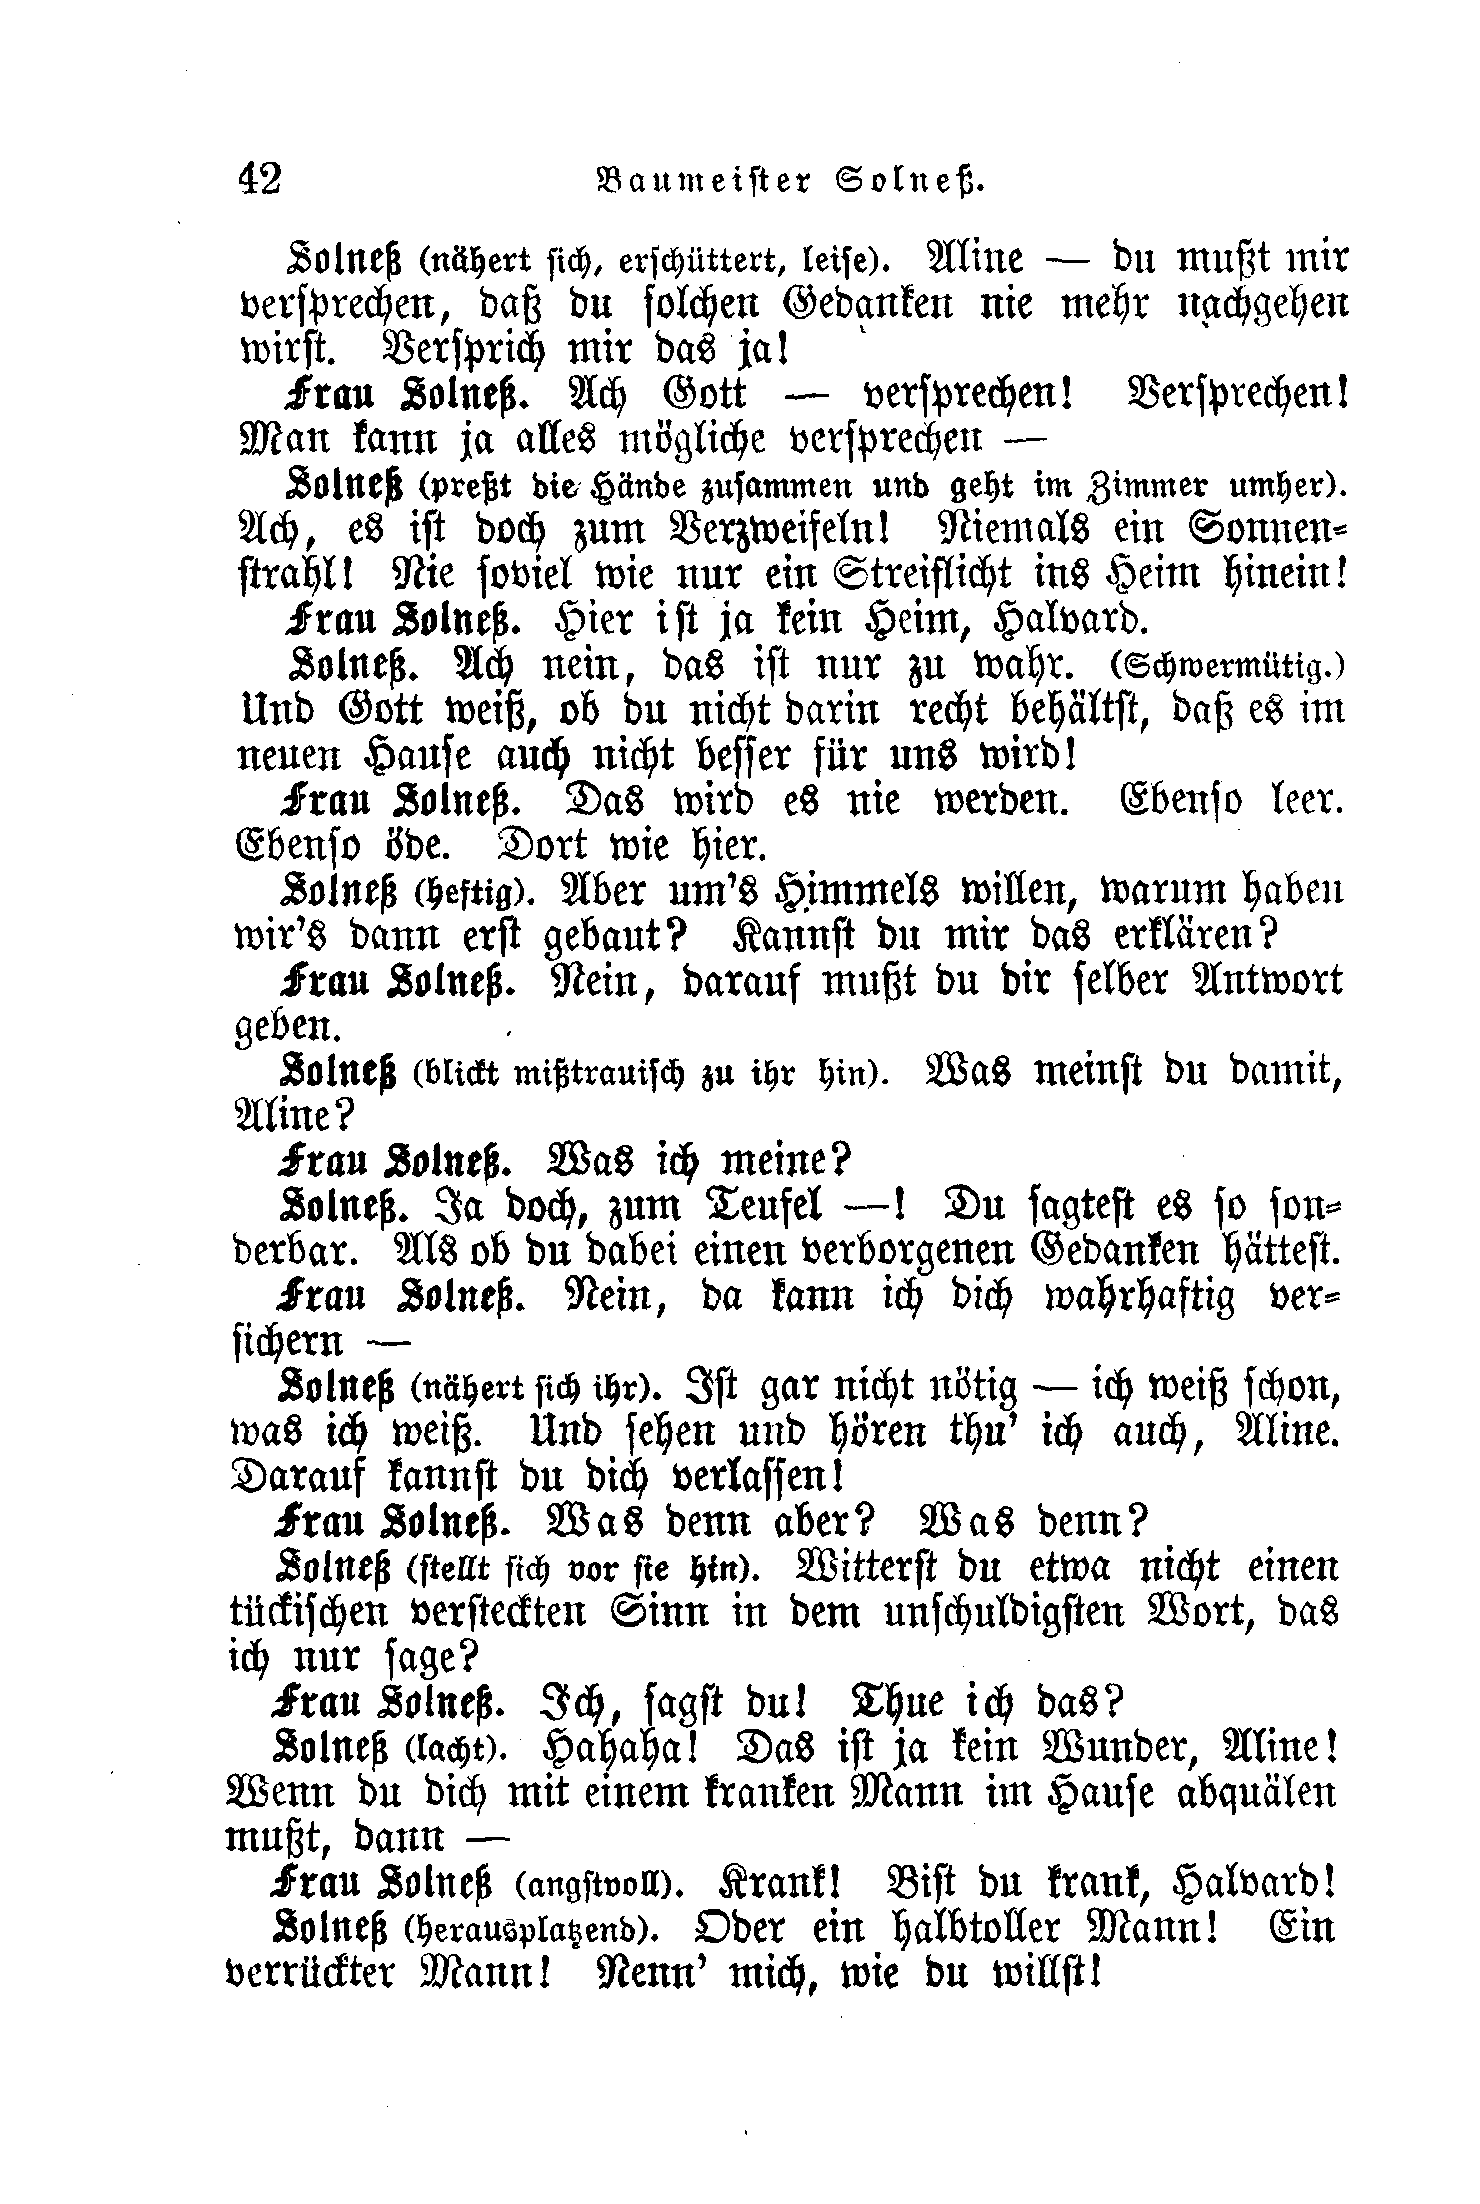 42 Baumeister Solneß.
Solneß (nähert sich, erschüttert, leise). Aline — du mußt mir
versprechen, daß du solchen Gedanken nie mehr nachgehen
wirst. Versprich mir das ja!
Frau Solneß. Ach Gott — versprechen! Versprechen!
Man kann ja alles mögliche versprechen —
Solneß (preßt die Hände zusammen und geht im Zimmer umher).
Ach, es ist doch zum Verzweifeln! Niemals ein Sonnen-
strahl! Nie soviel wie nur ein Streiflicht ins Heim hinein!
Frau Solneß. Hier ist ja kein Heim, Halvard.
Solneß. Ach nein, das ist nur zu wahr. (Schwermütig.)
Und Gott weiß, ob du nicht darin recht behältst, daß es im
neuen Hause auch nicht besser für uns wird!
Frau Solneß. Das wird es nie werden. Ebenso leer.
Ebenso öde. Dort wie hier.
Solneß (heftig). Aber um's Himmels willen, warum haben
wir's dann erst gebaut? Kannst du mir das erklären?
Frau Solneß. Nein, darauf mußt du dir selber Antwort
geben.
Solneß (blickt mißtrauisch zu ihr hin). Was meinst du damit,
Aline?
Frau Solneß. Was ich meine?
Solneß. Ja doch, zum Teufel —! Du sagtest es so son-
derbar. Als ob du dabei einen verborgenen Gedanken hättest.
Frau Solneß. Nein, da kann ich dich wahrhaftig ver-
sichern —
Solneß (nähert sich ihr). Ist gar nicht nötig — ich weiß schon,
was ich weiß. Und sehen und hören thu' ich auch, Aline.
Darauf kannst du dich verlassen!
Frau Solneß. Was denn aber? Was denn?
Solneß (stellt sich vor sie hin). Witterst du etwa nicht einen
tückischen versteckten Sinn in dem unschuldigsten Wort, das
ich nur sage?
Frau Solneß. Ich, sagst du! Thue ich das?
Solneß (lacht). Hahaha! Das ist ja kein Wunder, Aline!
Wenn du dich mit einem kranken Mann im Hause abquälen
mußt, dann —
Frau Solneß (angstvoll). Krank! Bist du krank, Halvard!
Solneß (herausplatzend). Oder ein halbtoller Mann! Ein
verrückter Mann! Nenn' mich, wie du willst!